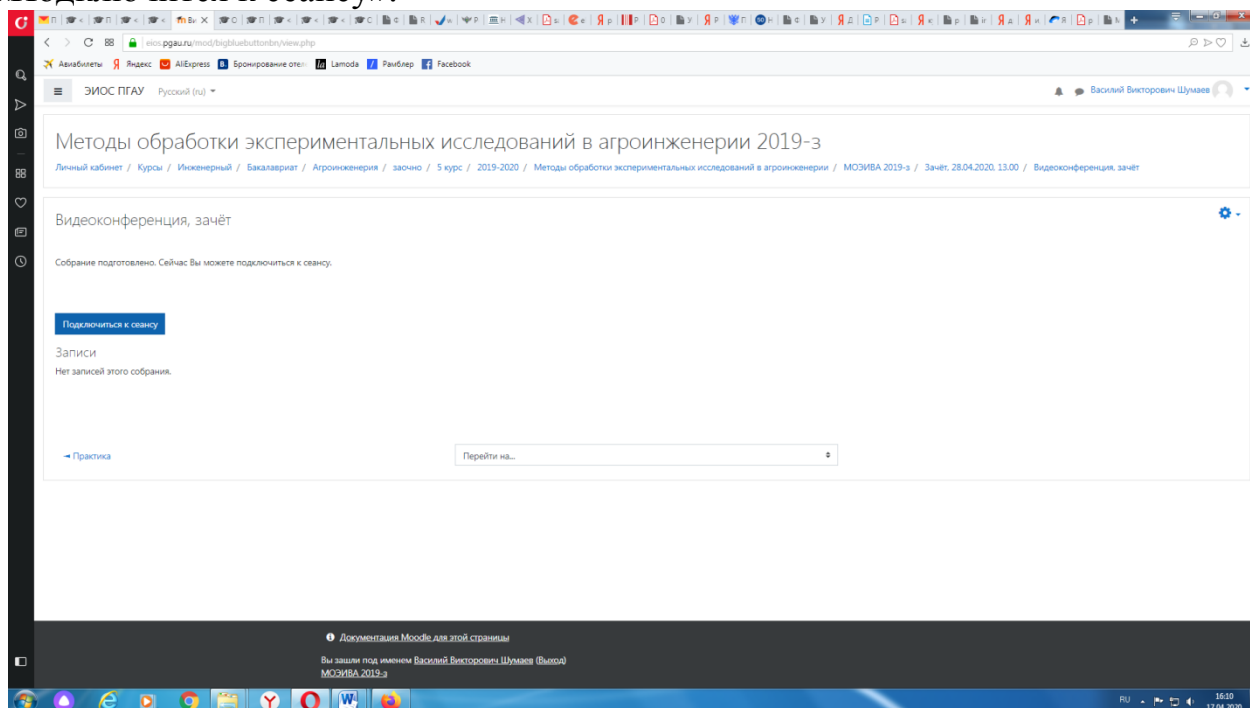 eios.pgau.ru/mod/bigbluebuttonbn/view.php
Авиабилеты Яндекс AliExpress Бронирование отел Lamoda Рамблер Facebook
ЭИОС ПГАУ Русский (ru) Василий Викторович Шумаев
Методы обработки экспериментальных исследований в агроинженерии 2019-з
Личный кабинет / Курсы / Инженерный / Бакалавриат / Агроинженерия / заочно / 5 курс / 2019-2020 / Методы обработки экспериментальных исследований в агроинженерии / МОЭИВА 2019-з / Зачёт, 28.04.2020, 13.00 / Видеоконференция, зачёт
Видеоконференция, зачёт
Собрание подготовлено. Сейчас Вы можете подключиться к сеансу.
Подключиться к сеансу
Записи
Нет записей этого собрания.
Практика Перейти на...
Документация Moodle для этой страницы
Вы зашли под именем Василий Викторович Шумаев (Выход)
МОЭИВА 2019-з
RU 16:10
17.04.2020